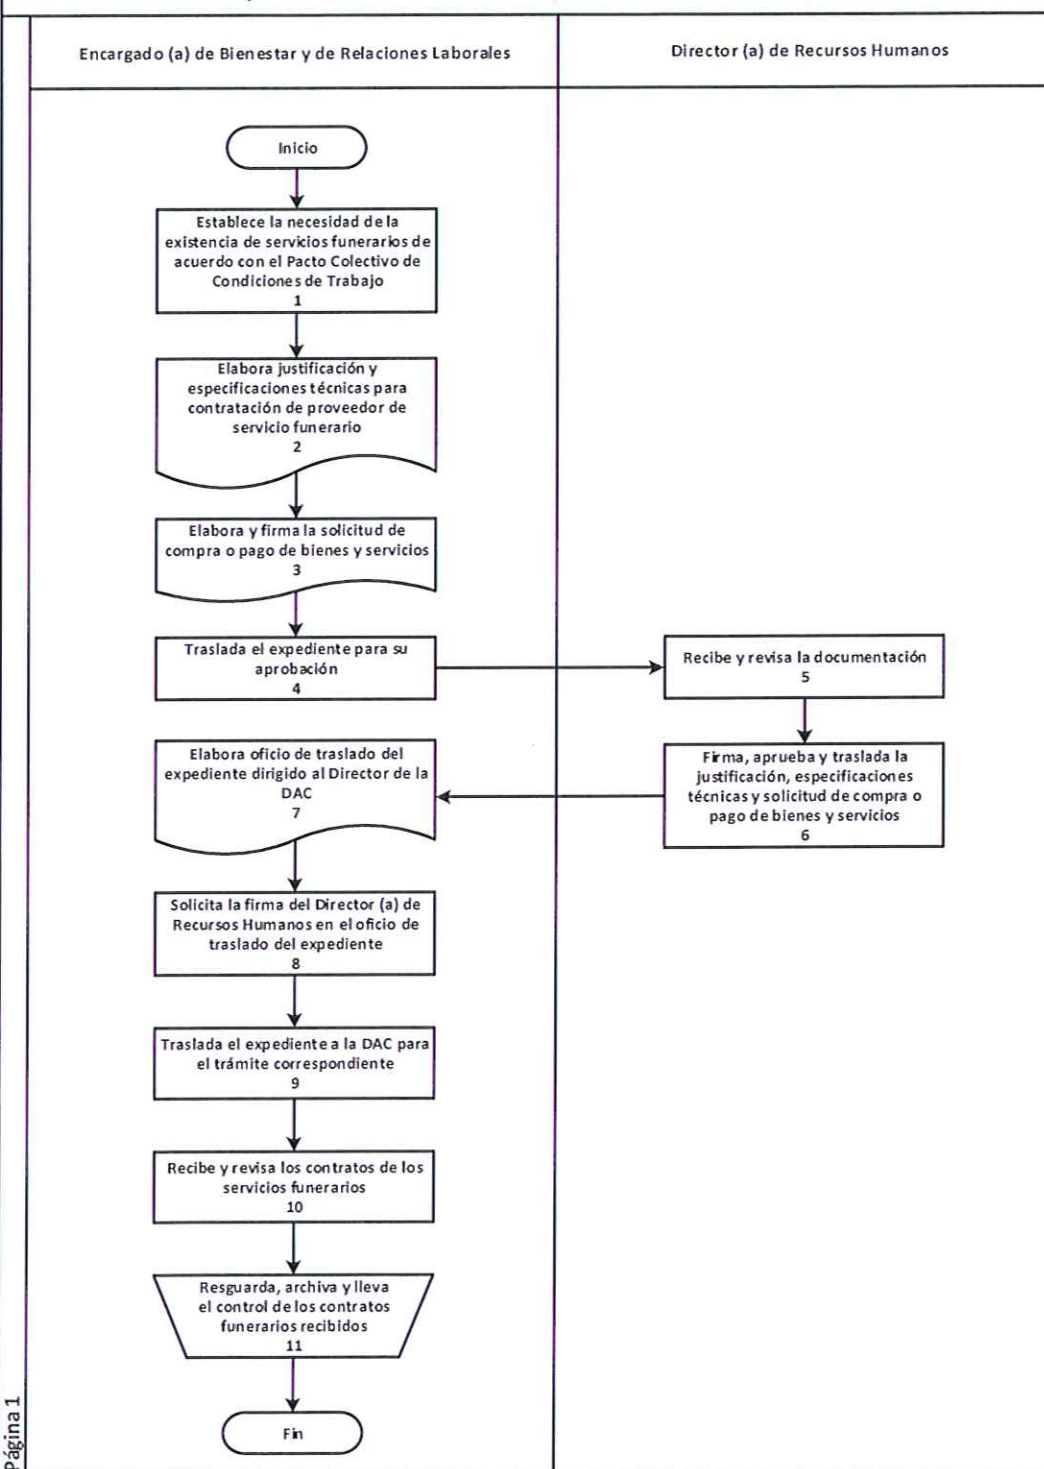 Encargado (a) de Bienestar y de Relaciones Laborales
Director (a) de Recursos Humanos
Inicio
Establece la necesidad de la
existencia de servicios funerarios de
acuerdo con el Pacto Colectivo de
Condiciones de Trabajo
1
Elabora justificación y
especificaciones técnicas para
contratación de proveedor de
servicio funerario
2
Elabora y firma la solicitud de
compra o pago de bienes y servicios
3
Traslada el expediente para su
aprobación
4
Recibe y revisa la documentación
5
Firma, aprueba y traslada la
justificación, especificaciones
técnicas y solicitud de compra o
pago de bienes y servicios
6
Elabora oficio de traslado del
expediente dirigido al Director de la
DAC
7
Solicita la firma del Director (a) de
Recursos Humanos en el oficio de
traslado del expediente
8
Traslada el expediente a la DAC para
el trámite correspondiente
9
Recibe y revisa los contratos de los
servicios funerarios
10
Resguarda, archiva y lleva
el control de los contratos
funerarios recibidos
11
Fin
Página 1